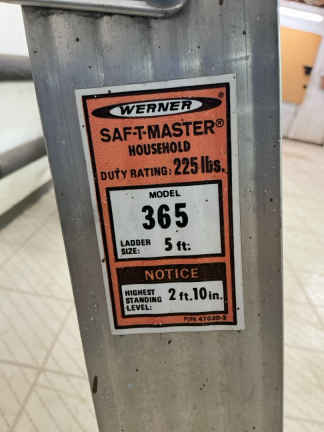 WERNER®
SAF-T-MASTER®
HOUSEHOLD
DUTY RATING: 225 lbs.
MODEL
365
LADDER SIZE: 5 ft.
NOTICE
HIGHEST STANDING LEVEL: 2 ft. 10 in.